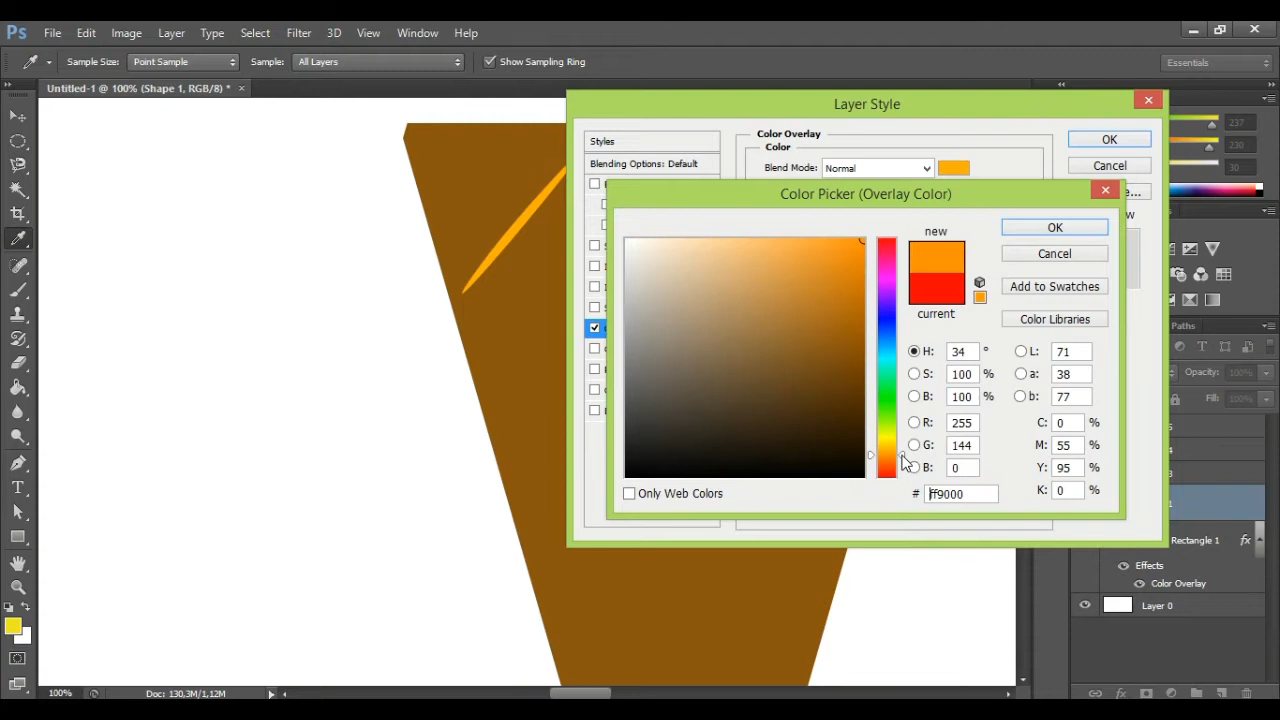 Ps File Edit Image Layer Type Select Filter 3D View Window Help
Sample Size: Point Sample Sample: All Layers Show Sampling Ring Essentials
Untitled-1 @ 100% (Shape 1, RGB/8) * ×
Layer Style
237
230
30
Styles
Blending Options: Default
Color Overlay
Color
Blend Mode: Normal
OK
Cancel
Color Picker (Overlay Color)
new
current
OK
Cancel
Add to Swatches
Color Libraries
H: 34 °
S: 100 %
B: 100 %
R: 255
G: 144
B: 0
# ff9000
L: 71
a: 38
b: 77
C: 0 %
M: 55 %
Y: 95 %
K: 0 %
Only Web Colors
Paths
Opacity: 100%
Fill: 100%
Rectangle 1 fx
Effects
Color Overlay
Layer 0
100% Doc: 130,3M/1,12M